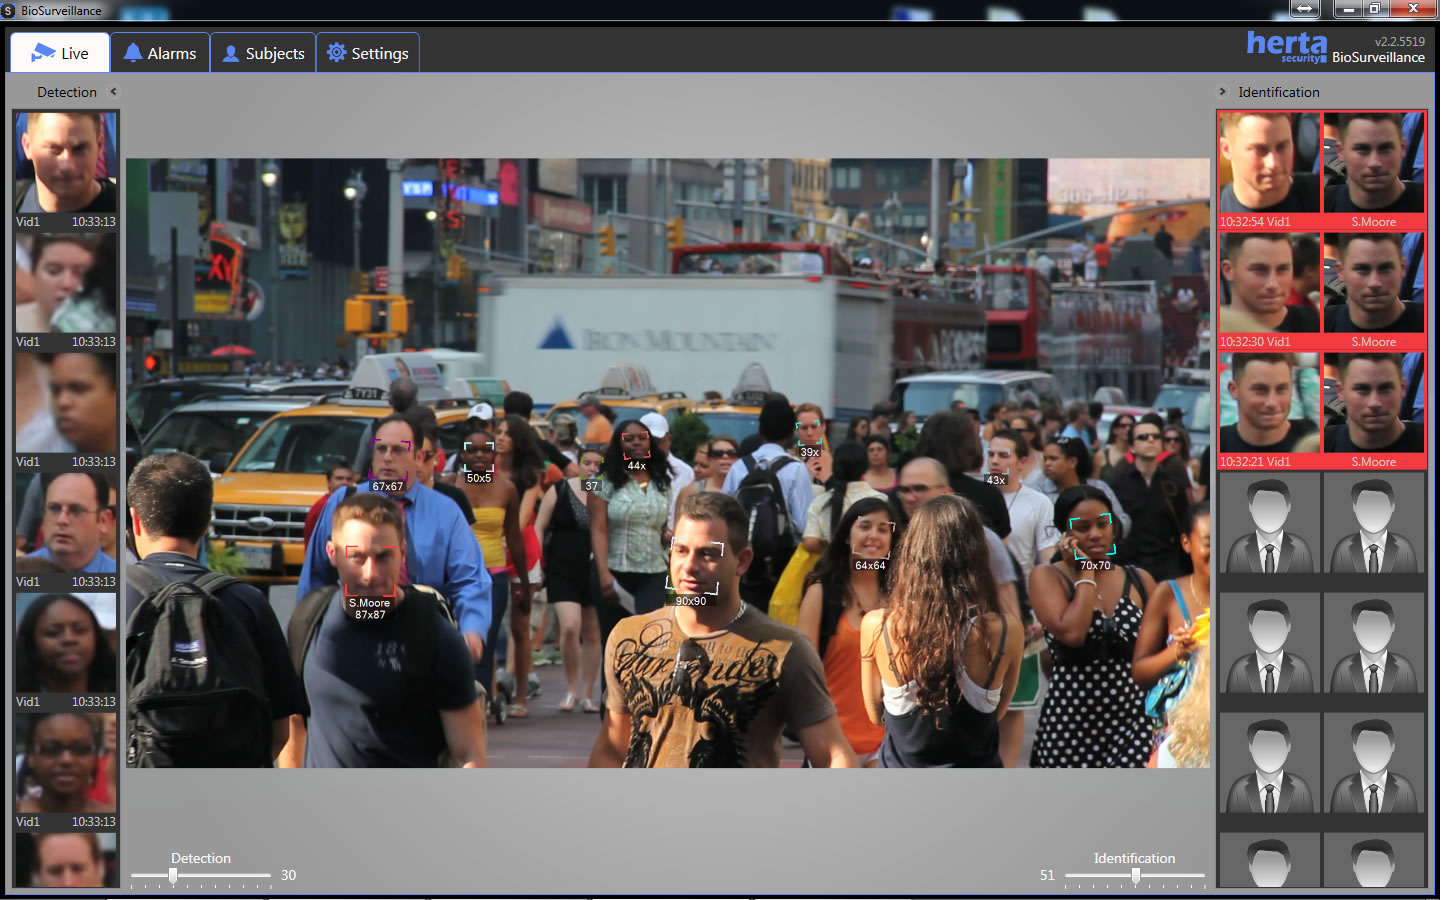 BioSurveillance
Live
Alarms
Subjects
Settings
herta
security
v2.2.5519
BioSurveillance
Detection
Identification
Vid1 10:33:13
Vid1 10:33:13
Vid1 10:33:13
Vid1 10:33:13
Vid1 10:33:13
Vid1 10:33:13
IRON MOUNTAIN
7Y31
67x67
50x5
37
44x
39x
43x
S.Moore
87x87
90x90
64x64
70x70
10:32:54 Vid1 S.Moore
10:32:30 Vid1 S.Moore
10:32:21 Vid1 S.Moore
Detection
30
Identification
51